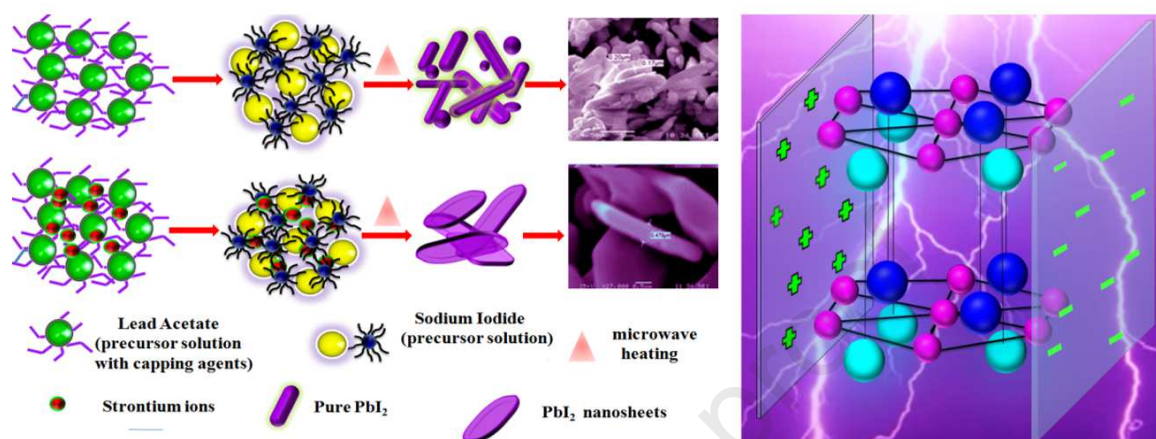 Lead Acetate
(precursor solution
with capping agents)
Sodium Iodide
(precursor solution)
microwave
heating
Strontium ions
Pure PbI₂
PbI₂ nanosheets